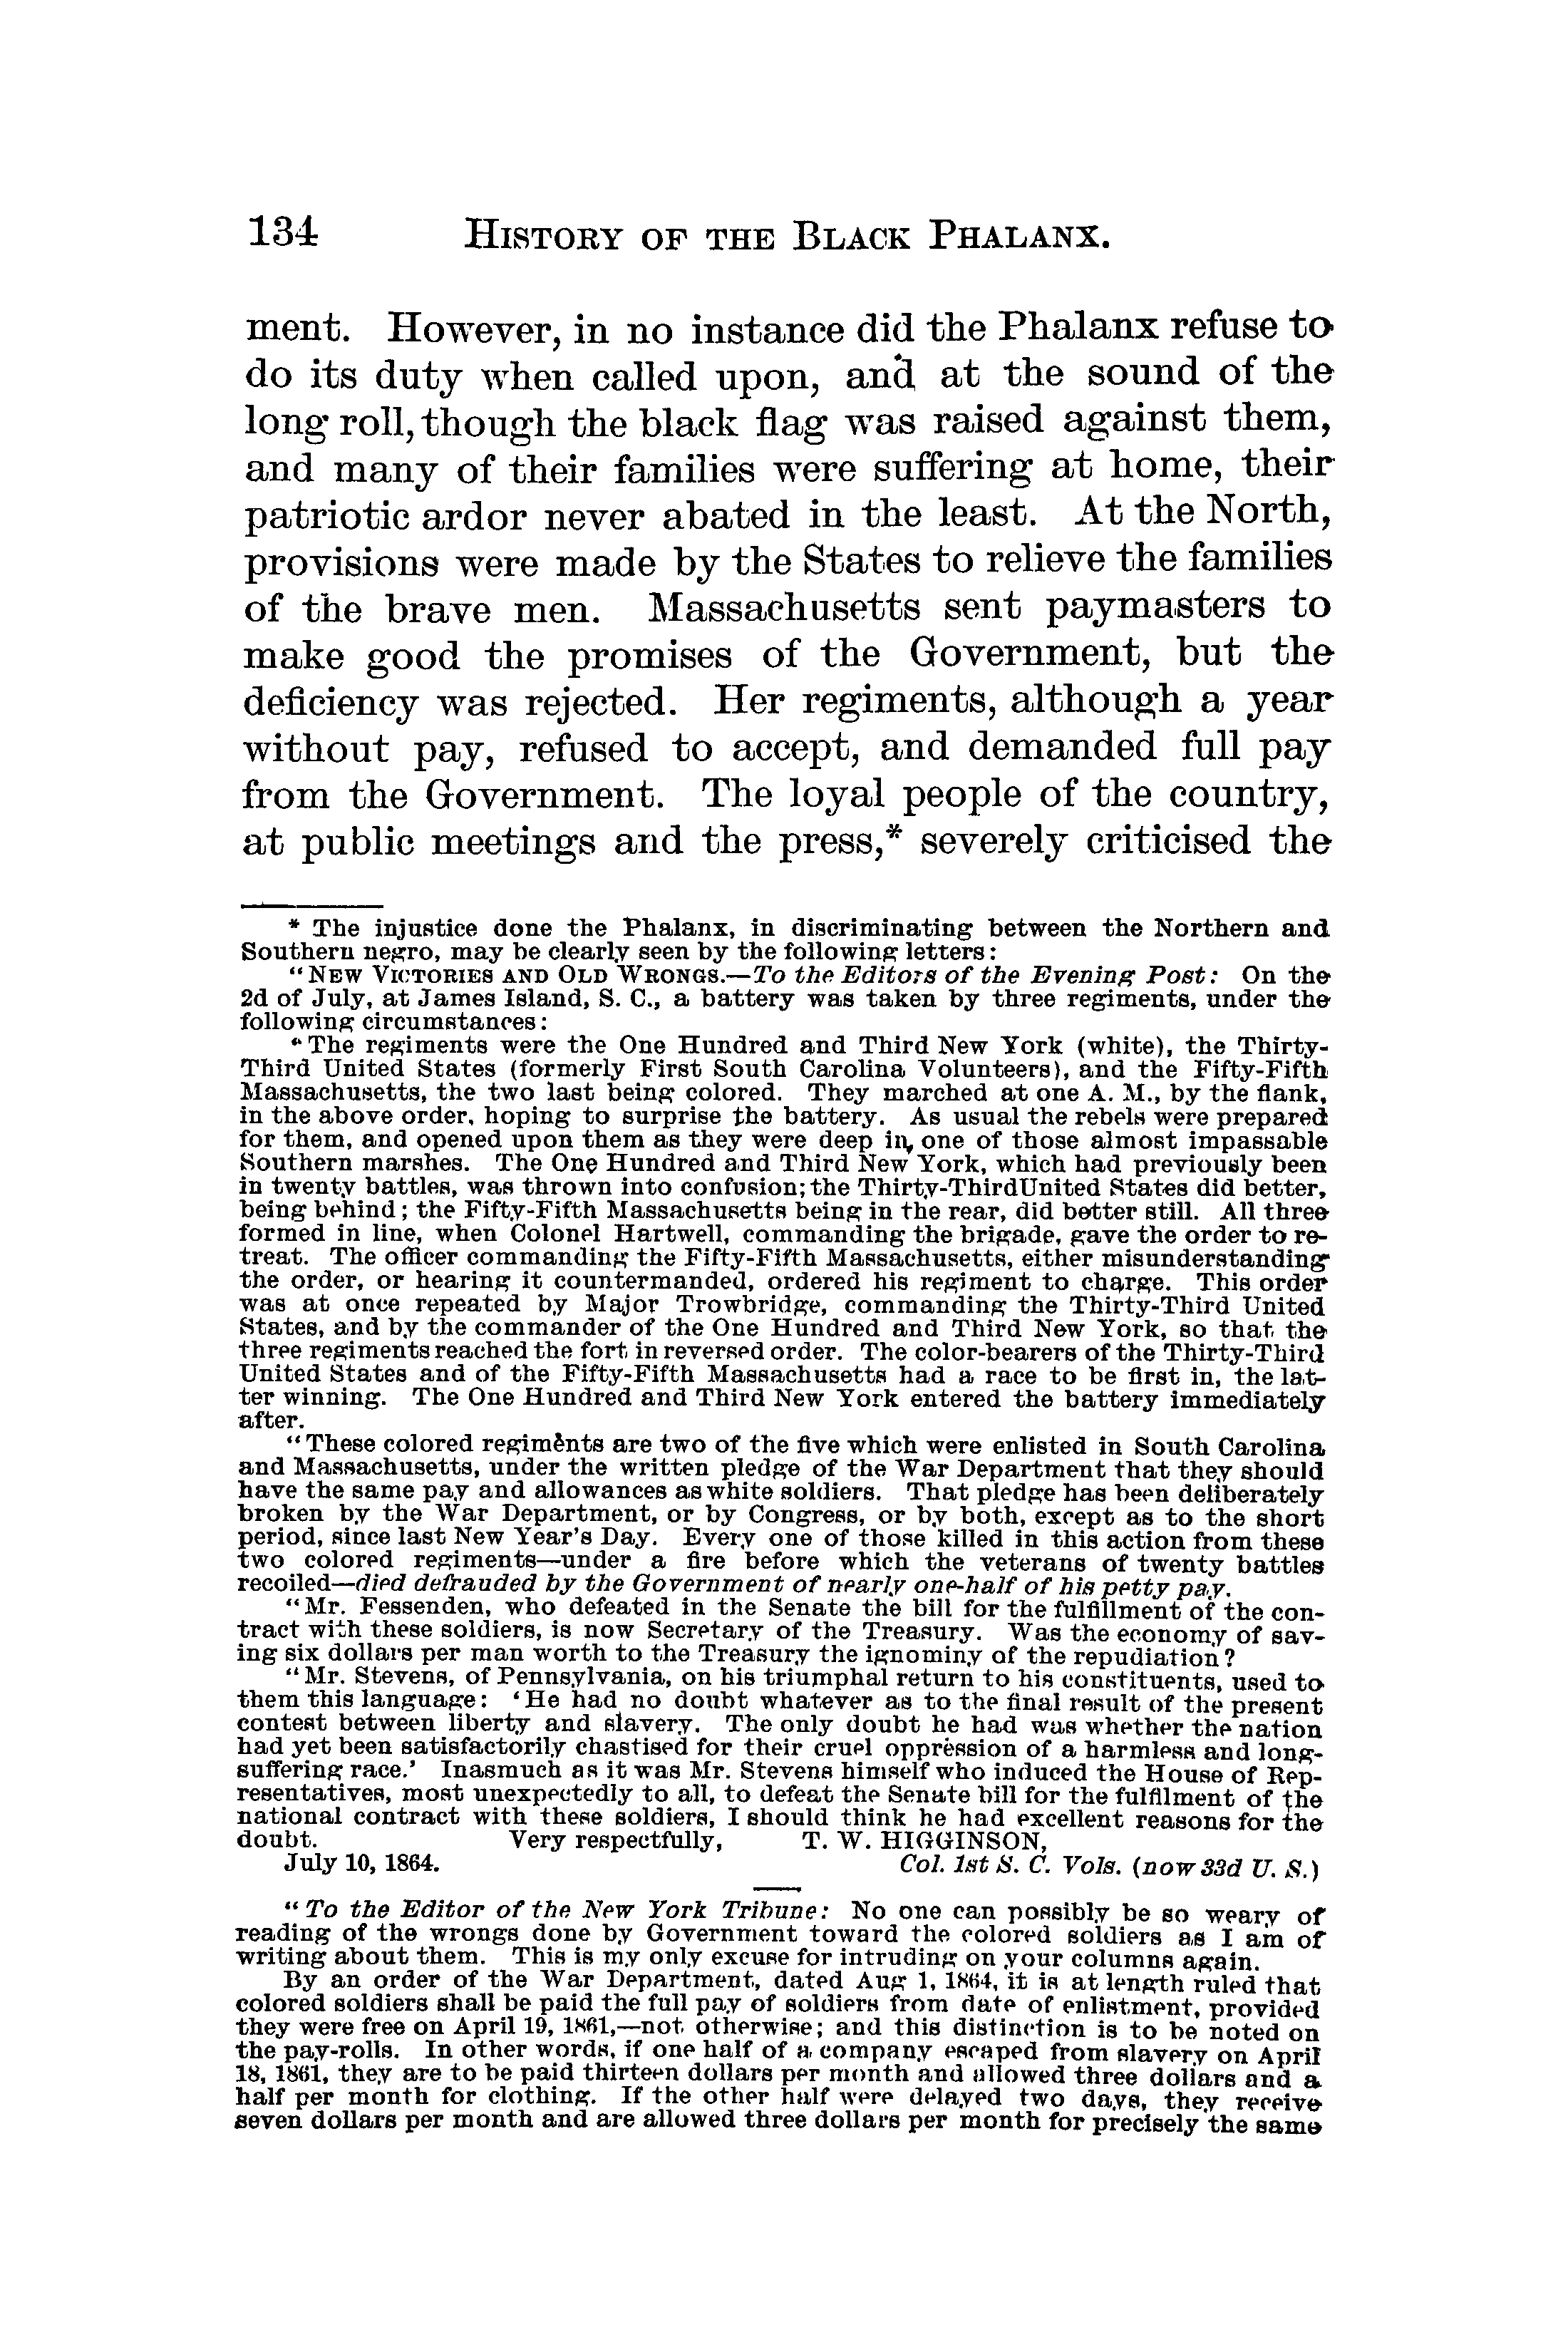 134 HISTORY OF THE BLACK PHALANX.
ment. However, in no instance did the Phalanx refuse to
do its duty when called upon, and at the sound of the
long roll, though the black flag was raised against them,
and many of their families were suffering at home, their
patriotic ardor never abated in the least. At the North,
provisions were made by the States to relieve the families
of the brave men. Massachusetts sent paymasters to
make good the promises of the Government, but the
deficiency was rejected. Her regiments, although a year
without pay, refused to accept, and demanded full pay
from the Government. The loyal people of the country,
at public meetings and the press,* severely criticised the
* The injustice done the Phalanx, in discriminating between the Northern and
Southern negro, may be clearly seen by the following letters:
"NEW VICTORIES AND OLD WRONGS.—To the Editors of the Evening Post: On the
2d of July, at James Island, S. C., a battery was taken by three regiments, under the
following circumstances:
"The regiments were the One Hundred and Third New York (white), the Thirty-
Third United States (formerly First South Carolina Volunteers), and the Fifty-Fifth
Massachusetts, the two last being colored. They marched at one A. M., by the flank,
in the above order, hoping to surprise the battery. As usual the rebels were prepared
for them, and opened upon them as they were deep in one of those almost impassable
Southern marshes. The One Hundred and Third New York, which had previously been
in twenty battles, was thrown into confusion; the Thirty-Third United States did better,
being behind; the Fifty-Fifth Massachusetts being in the rear, did better still. All three
formed in line, when Colonel Hartwell, commanding the brigade, gave the order to re-
treat. The officer commanding the Fifty-Fifth Massachusetts, either misunderstanding
the order, or hearing it countermanded, ordered his regiment to charge. This order
was at once repeated by Major Trowbridge, commanding the Thirty-Third United
States, and by the commander of the One Hundred and Third New York, so that the
three regiments reached the fort in reversed order. The color-bearers of the Thirty-Third
United States and of the Fifty-Fifth Massachusetts had a race to be first in, the lat-
ter winning. The One Hundred and Third New York entered the battery immediately
after.
"These colored regiments are two of the five which were enlisted in South Carolina
and Massachusetts, under the written pledge of the War Department that they should
have the same pay and allowances as white soldiers. That pledge has been deliberately
broken by the War Department, or by Congress, or by both, except as to the short
period, since last New Year's Day. Every one of those killed in this action from these
two colored regiments—under a fire before which the veterans of twenty battles
recoiled—died defrauded by the Government of nearly one-half of his petty pay.
"Mr. Fessenden, who defeated in the Senate the bill for the fulfillment of the con-
tract with these soldiers, is now Secretary of the Treasury. Was the economy of sav-
ing six dollars per man worth to the Treasury the ignominy of the repudiation?
"Mr. Stevens, of Pennsylvania, on his triumphal return to his constituents, used to
them this language: 'He had no doubt whatever as to the final result of the present
contest between liberty and slavery. The only doubt he had was whether the nation
had yet been satisfactorily chastised for their cruel oppression of a harmless and long-
suffering race.' Inasmuch as it was Mr. Stevens himself who induced the House of Rep-
resentatives, most unexpectedly to all, to defeat the Senate bill for the fulfilment of the
national contract with these soldiers, I should think he had excellent reasons for the
doubt. Very respectfully, T. W. HIGGINSON,
July 10, 1864. Col. 1st S. C. Vols. (now 33d U. S.)
"To the Editor of the New York Tribune: No one can possibly be so weary of
reading of the wrongs done by Government toward the colored soldiers as I am of
writing about them. This is my only excuse for intruding on your columns again.
By an order of the War Department, dated Aug 1, 1864, it is at length ruled that
colored soldiers shall be paid the full pay of soldiers from date of enlistment, provided
they were free on April 19, 1861,—not otherwise; and this distinction is to be noted on
the pay-rolls. In other words, if one half of a company escaped from slavery on April
18, 1861, they are to be paid thirteen dollars per month and allowed three dollars and a
half per month for clothing. If the other half were delayed two days, they receive
seven dollars per month and are allowed three dollars per month for precisely the same